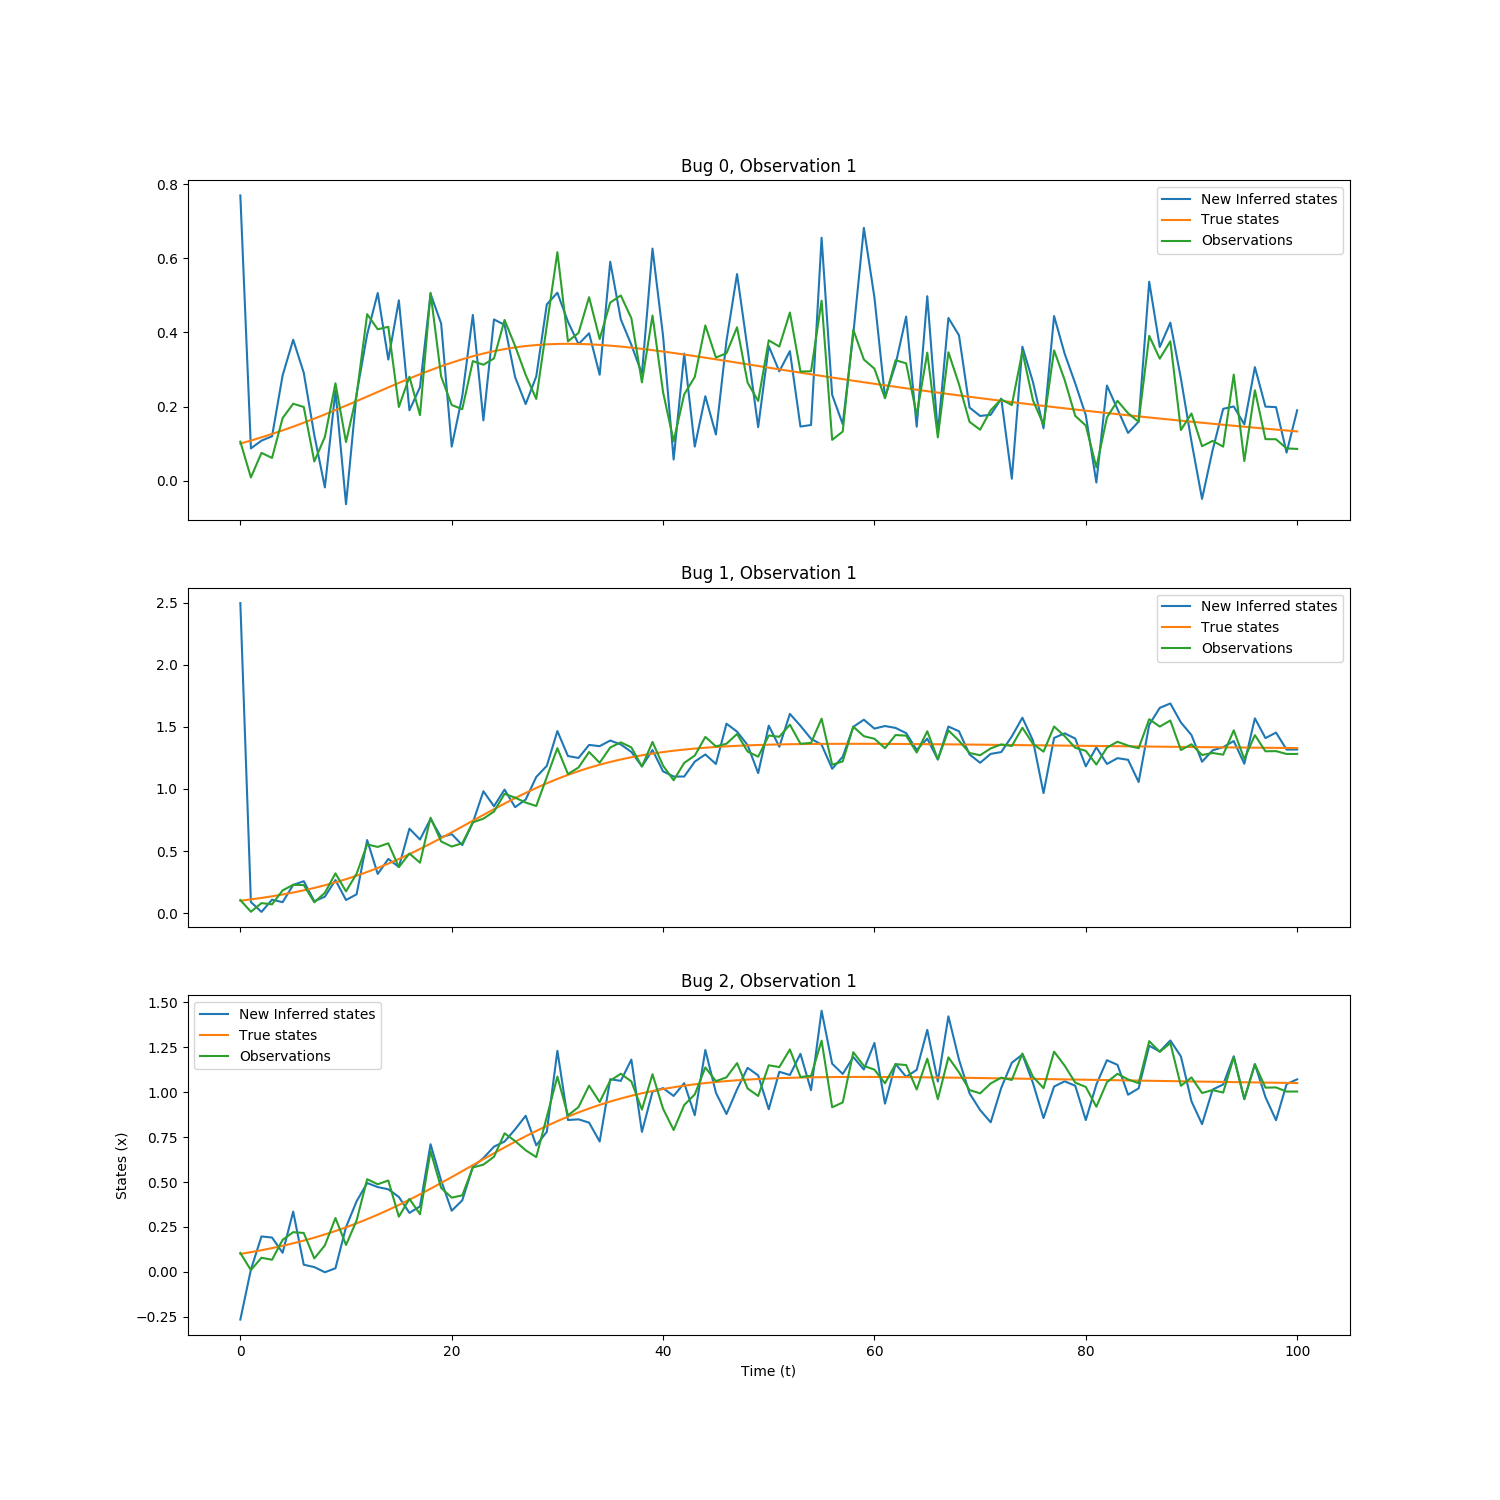 Bug 0, Observation 1
0.8
0.6
0.4
0.2
0.0
New Inferred states
True states
Observations
Bug 1, Observation 1
2.5
2.0
1.5
1.0
0.5
0.0
New Inferred states
True states
Observations
Bug 2, Observation 1
1.50
1.25
1.00
0.75
0.50
0.25
0.00
−0.25
New Inferred states
True states
Observations
States (x)
0 20 40 60 80 100
Time (t)